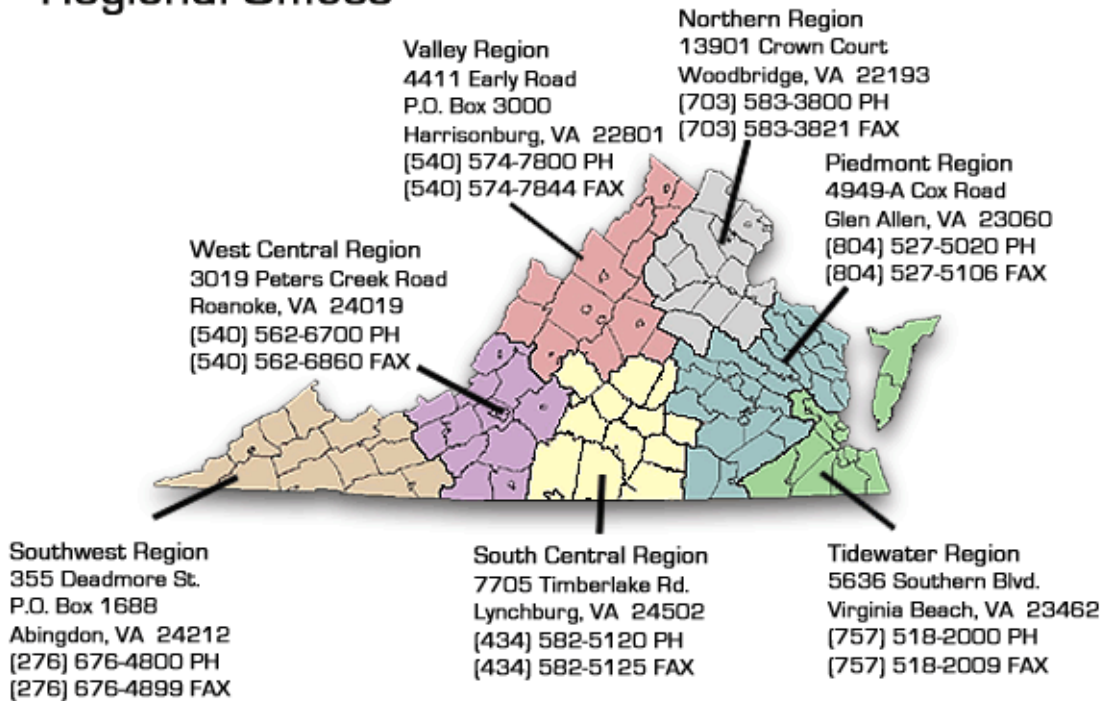 Regional Offices
Northern Region
13901 Crown Court
Woodbridge, VA 22193
(703) 583-3800 PH
(703) 583-3821 FAX
Valley Region
4411 Early Road
P.O. Box 3000
Harrisonburg, VA 22801
(540) 574-7800 PH
(540) 574-7844 FAX
Piedmont Region
4949-A Cox Road
Glen Allen, VA 23060
(804) 527-5020 PH
(804) 527-5106 FAX
West Central Region
3019 Peters Creek Road
Roanoke, VA 24019
(540) 562-6700 PH
(540) 562-6860 FAX
Southwest Region
355 Deadmore St.
P.O. Box 1688
Abingdon, VA 24212
(276) 676-4800 PH
(276) 676-4899 FAX
South Central Region
7705 Timberlake Rd.
Lynchburg, VA 24502
(434) 582-5120 PH
(434) 582-5125 FAX
Tidewater Region
5636 Southern Blvd.
Virginia Beach, VA 23462
(757) 518-2000 PH
(757) 518-2009 FAX